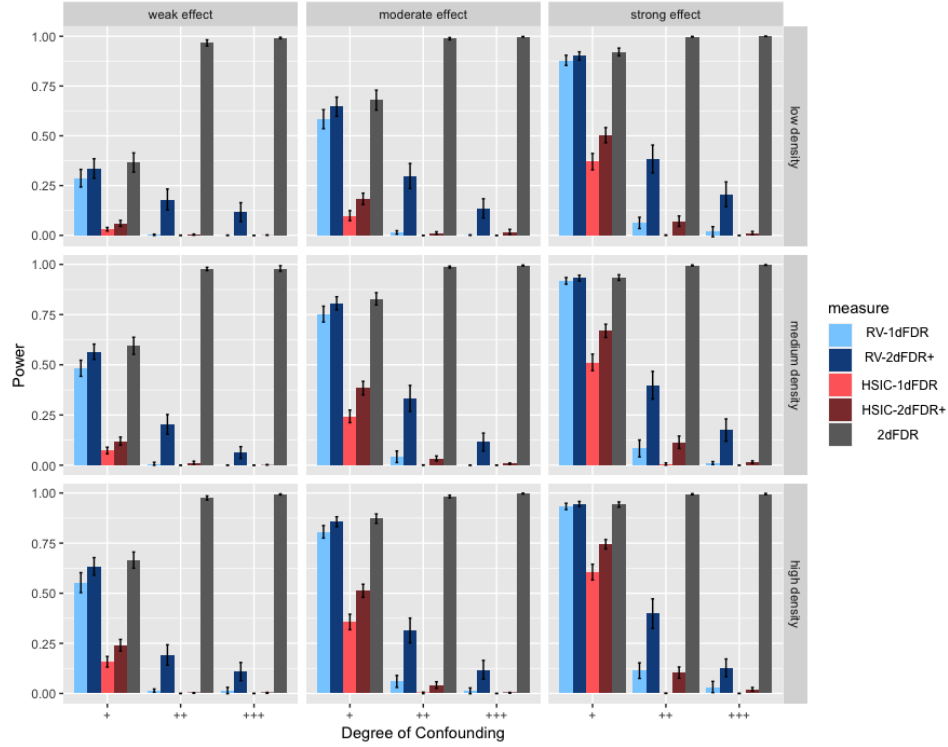 weak effect
moderate effect
strong effect
1.00
0.75
0.50
0.25
0.00
low density
1.00
0.75
0.50
0.25
0.00
medium density
1.00
0.75
0.50
0.25
0.00
high density
Power
+
++
+++
+
++
+++
+
++
+++
Degree of Confounding
measure
RV-1dFDR
RV-2dFDR+
HSIC-1dFDR
HSIC-2dFDR+
2dFDR